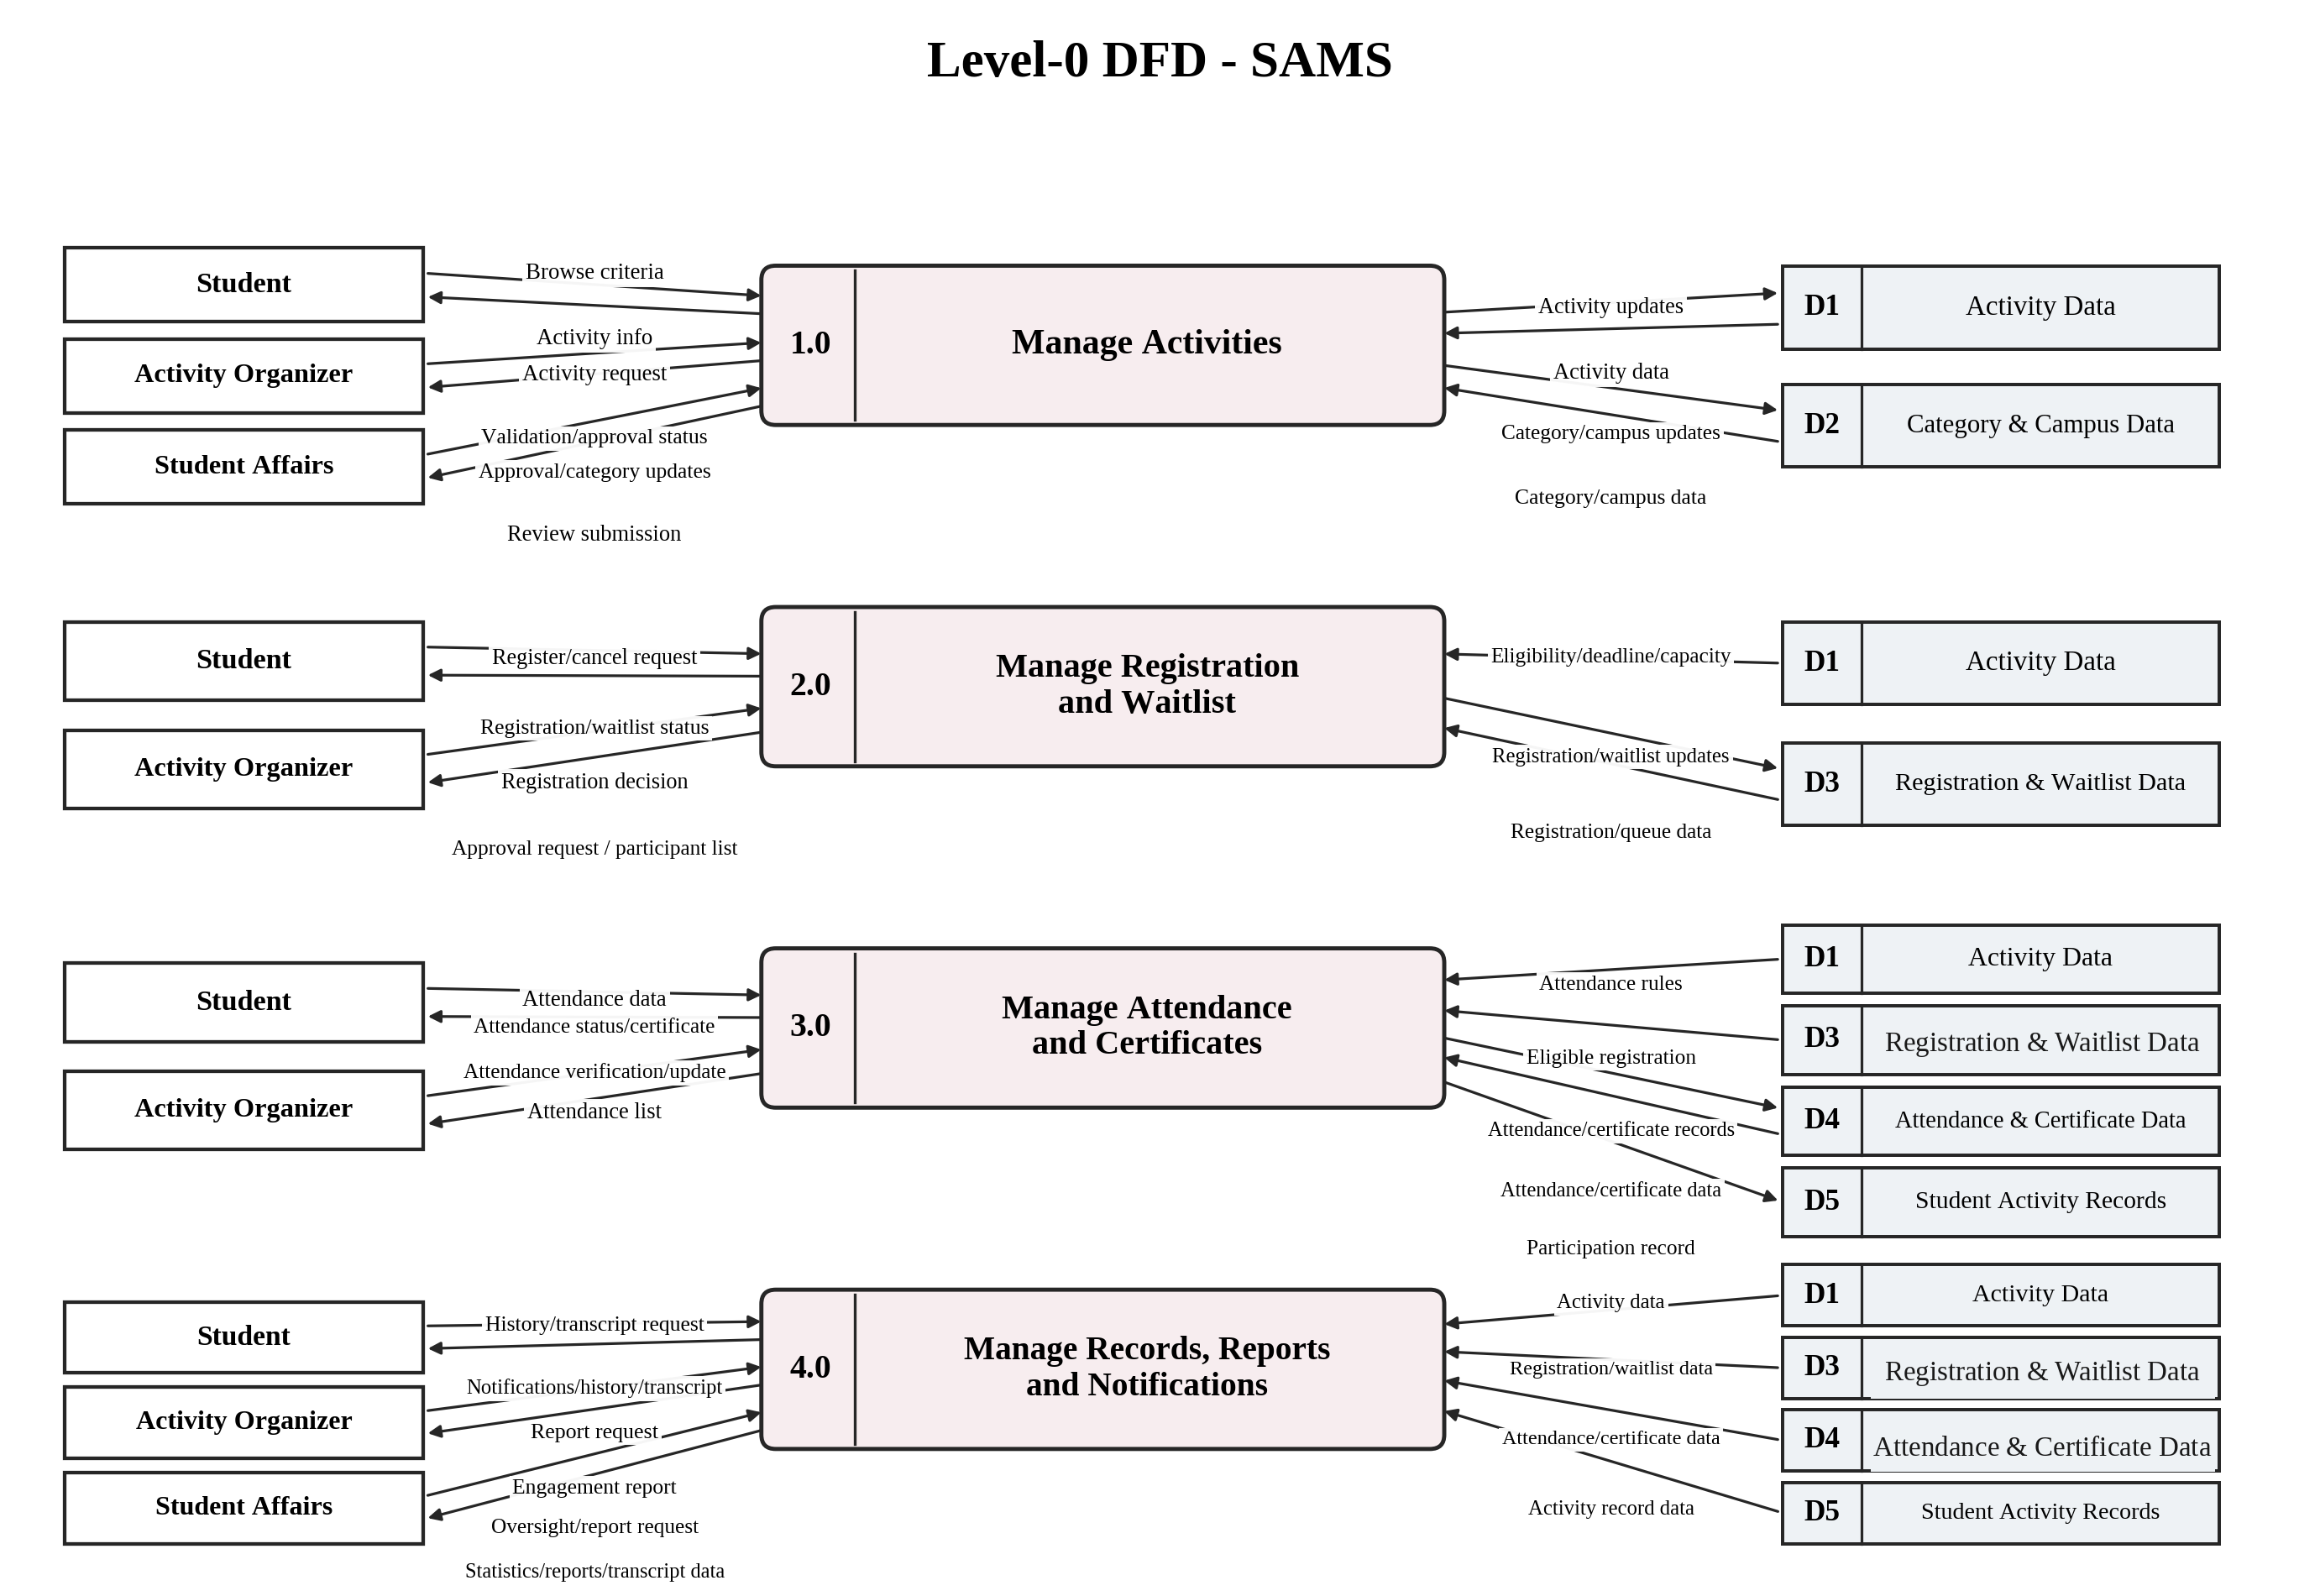 Level-0 DFD - SAMS
Student
Activity Organizer
Student Affairs
Browse criteria
Activity info
Activity request
Validation/approval status
Approval/category updates
Review submission
1.0
Manage Activities
Activity updates
Activity data
Category/campus updates
Category/campus data
D1
Activity Data
D2
Category & Campus Data
Student
Activity Organizer
Register/cancel request
Registration/waitlist status
Registration decision
Approval request / participant list
2.0
Manage Registration
and Waitlist
Eligibility/deadline/capacity
Registration/waitlist updates
Registration/queue data
D1
Activity Data
D3
Registration & Waitlist Data
Student
Activity Organizer
Attendance data
Attendance status/certificate
Attendance verification/update
Attendance list
3.0
Manage Attendance
and Certificates
Attendance rules
Eligible registration
Attendance/certificate records
Attendance/certificate data
Participation record
D1
Activity Data
D3
Registration & Waitlist Data
D4
Attendance & Certificate Data
D5
Student Activity Records
Student
Activity Organizer
Student Affairs
History/transcript request
Notifications/history/transcript
Report request
Engagement report
Oversight/report request
Statistics/reports/transcript data
4.0
Manage Records, Reports
and Notifications
Activity data
Registration/waitlist data
Attendance/certificate data
Activity record data
D1
Activity Data
D3
Registration & Waitlist Data
D4
Attendance & Certificate Data
D5
Student Activity Records